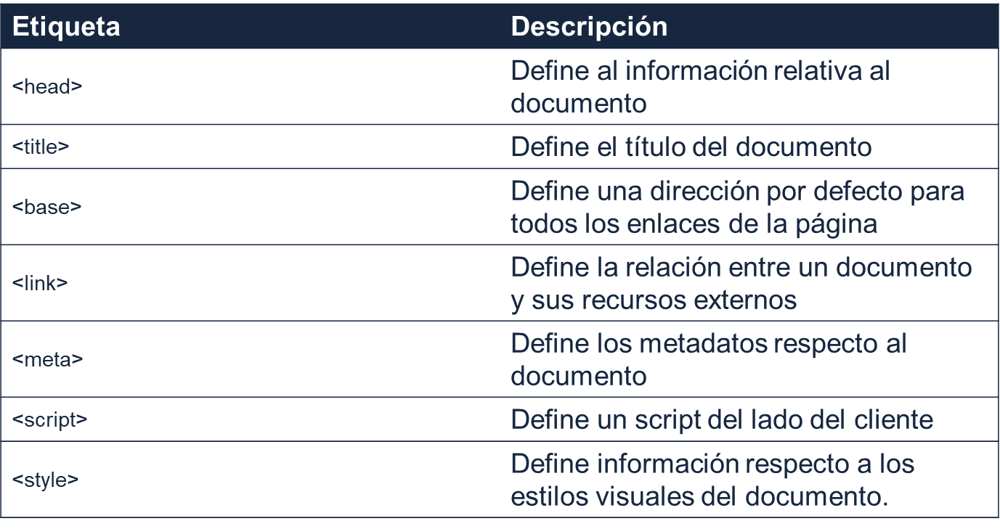 Etiqueta Descripción
<head> Define al información relativa al
documento
<title> Define el título del documento
<base> Define una dirección por defecto para
todos los enlaces de la página
<link> Define la relación entre un documento
y sus recursos externos
<meta> Define los metadatos respecto al
documento
<script> Define un script del lado del cliente
<style> Define información respecto a los
estilos visuales del documento.